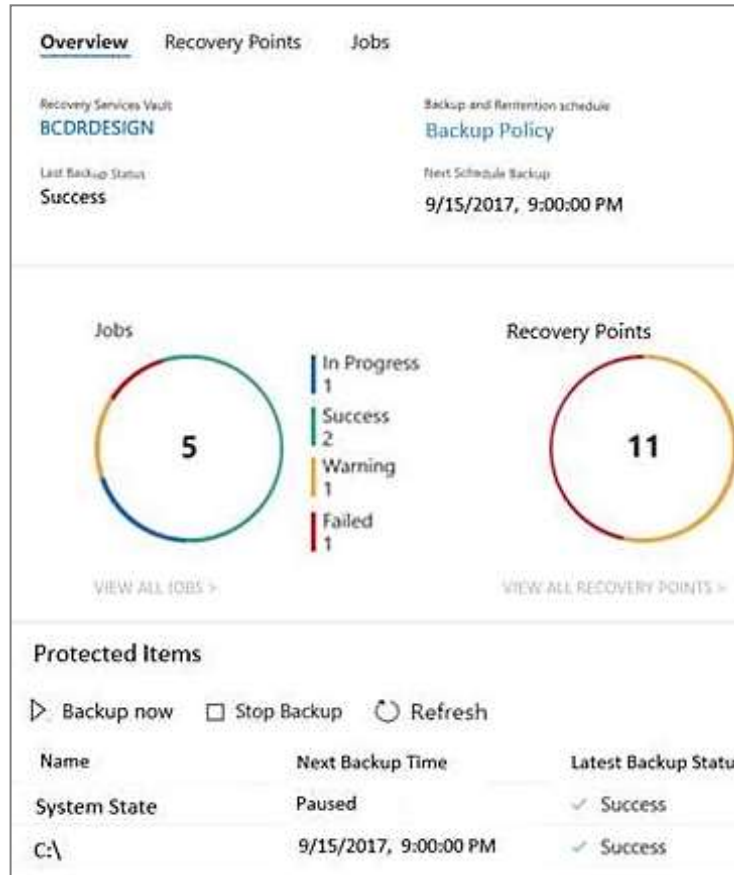 Overview Recovery Points Jobs
Recovery Services Vault Backup and Rentention schedule
BCDRDESIGN Backup Policy
Last Backup Status Next Schedule Backup
Success 9/15/2017, 9:00:00 PM
Jobs Recovery Points
In Progress
1
Success
2
5 11
Warning
1
Failed
1
VIEW ALL JOBS > VIEW ALL RECOVERY POINTS >
Protected Items
Backup now Stop Backup Refresh
Name Next Backup Time Latest Backup Statu
System State Paused Success
C:\ 9/15/2017, 9:00:00 PM Success